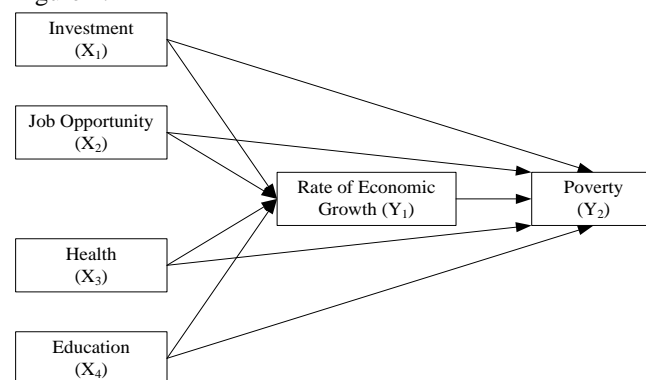 Investment
(X₁)
Job Opportunity
(X₂)
Rate of Economic
Growth (Y₁)
Poverty
(Y₂)
Health
(X₃)
Education
(X₄)